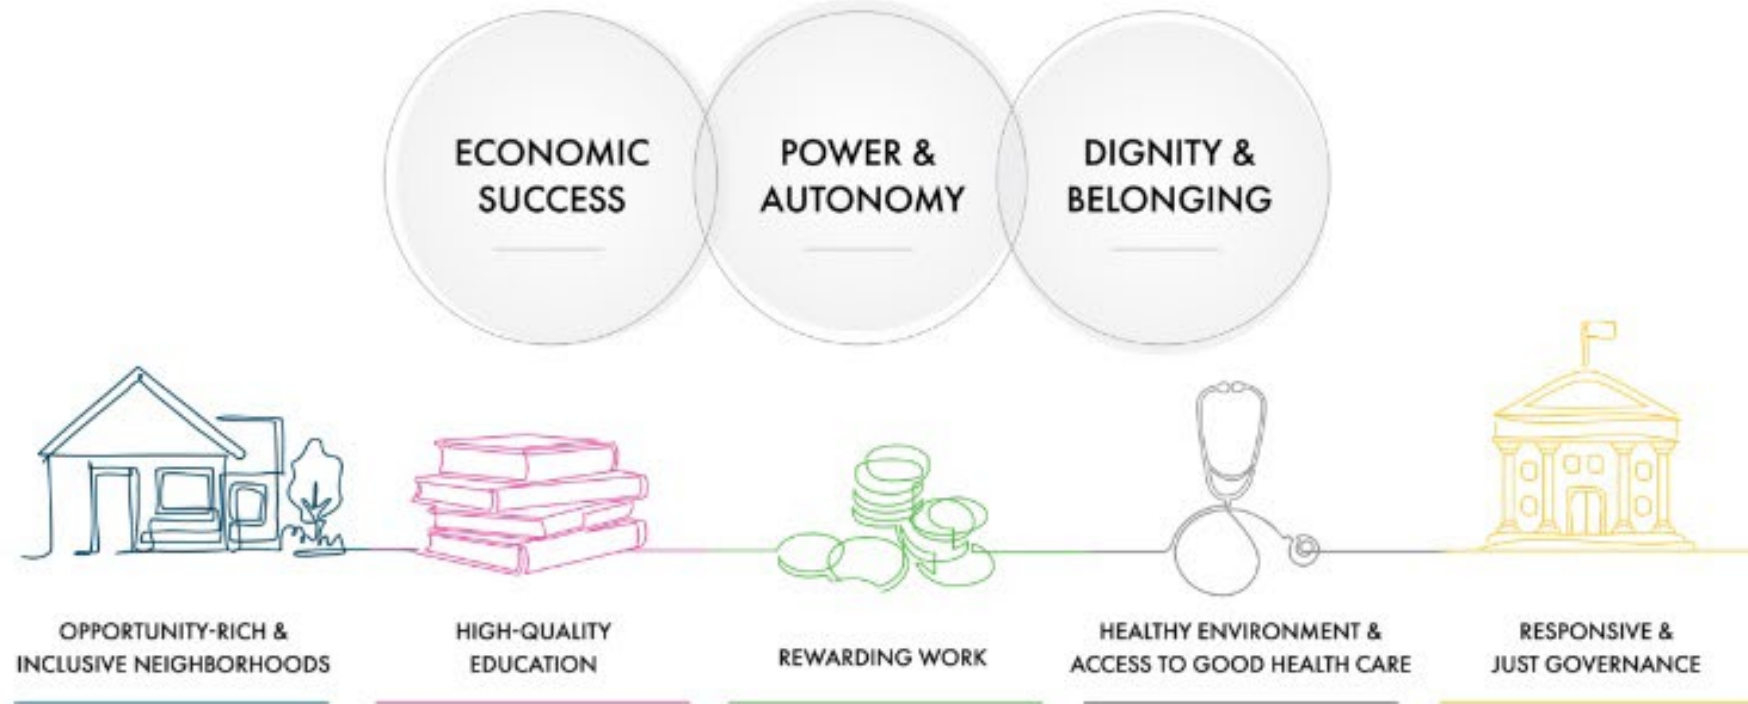 ECONOMIC
SUCCESS
POWER &
AUTONOMY
DIGNITY &
BELONGING
OPPORTUNITY-RICH &
INCLUSIVE NEIGHBORHOODS
HIGH-QUALITY
EDUCATION
REWARDING WORK
HEALTHY ENVIRONMENT &
ACCESS TO GOOD HEALTH CARE
RESPONSIVE &
JUST GOVERNANCE